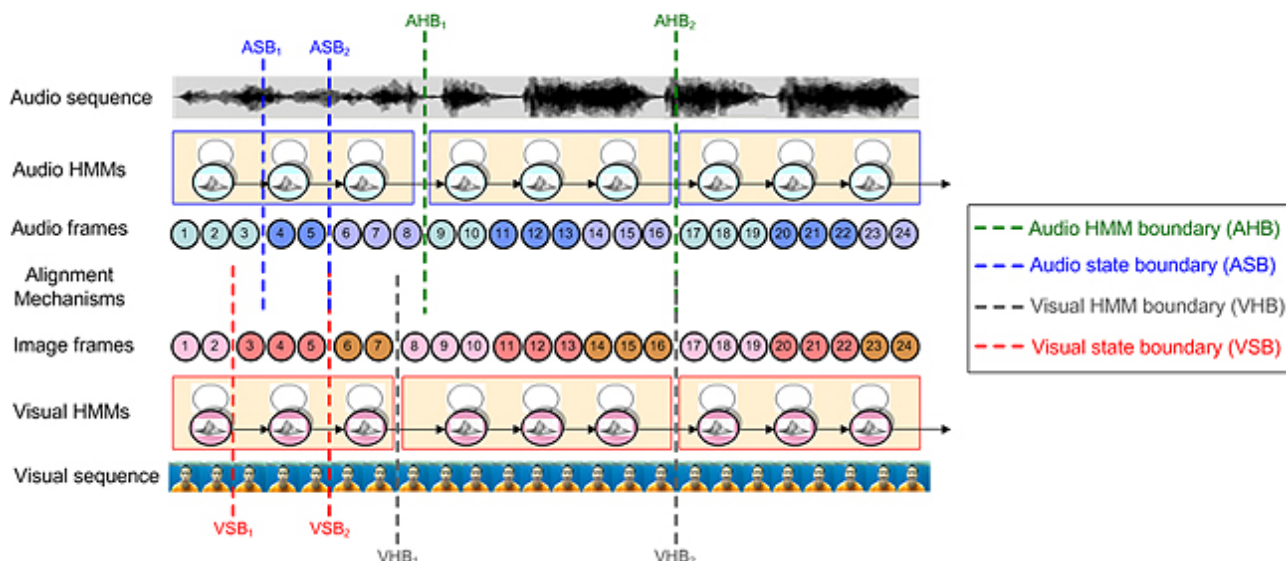 AHB₁ AHB₂
ASB₁ ASB₂
Audio sequence
Audio HMMs
Audio frames 1 2 3 4 5 6 7 8 9 10 11 12 13 14 15 16 17 18 19 20 21 22 23 24
Alignment
Mechanisms
Image frames 1 2 3 4 5 6 7 8 9 10 11 12 13 14 15 16 17 18 19 20 21 22 23 24
Visual HMMs
Visual sequence
VSB₁ VSB₂
VHB₁ VHB₂
Audio HMM boundary (AHB)
Audio state boundary (ASB)
Visual HMM boundary (VHB)
Visual state boundary (VSB)